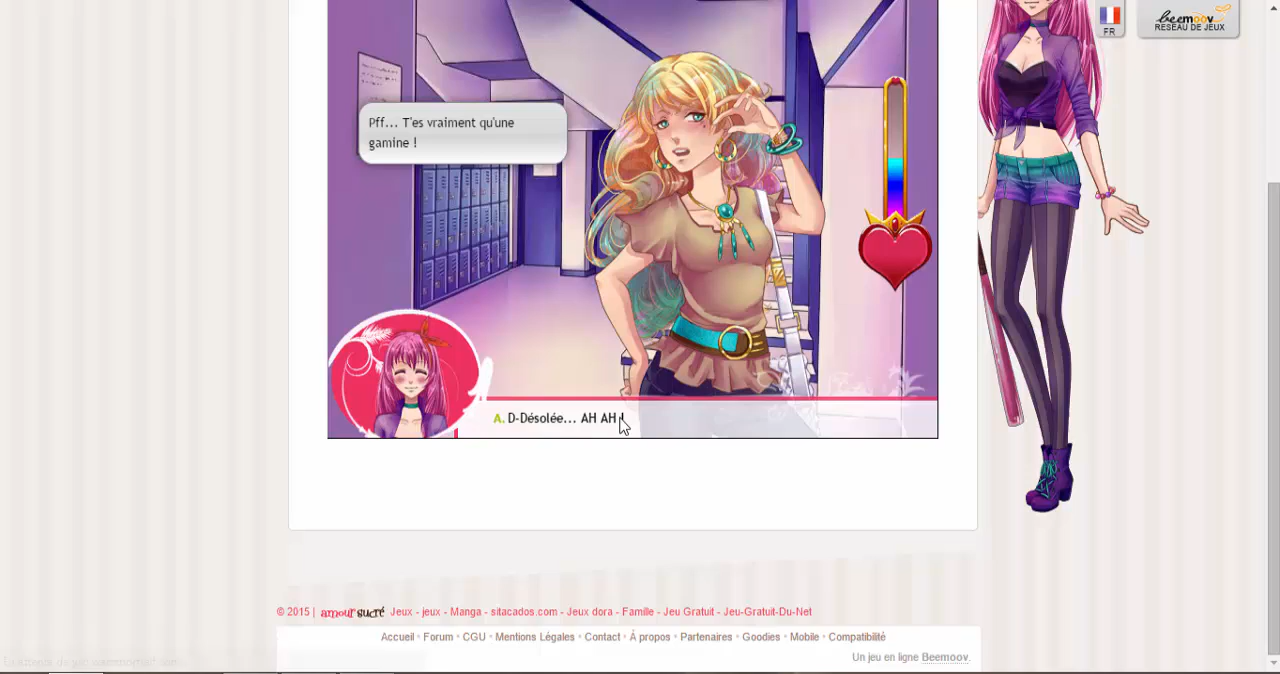 FR
beemoov
RESEAU DE JEUX
Pff... T'es vraiment qu'une
gamine !
A. D-Désolée... AH AH !
© 2015 | amour sucré Jeux - jeux - Manga - sitacados.com - Jeux dora - Famille - Jeu Gratuit - Jeu-Gratuit-Du-Net
Accueil • Forum • CGU • Mentions Légales • Contact • Á propos • Partenaires • Goodies • Mobile • Compatibilité
Un jeu en ligne Beemoov.